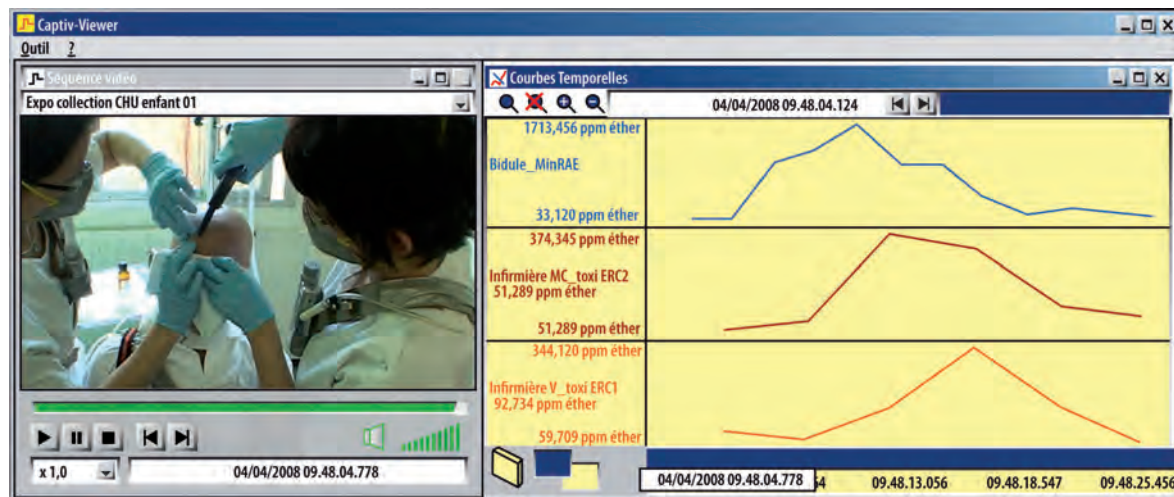 Captiv-Viewer
Outil ?
Séquence vidéo
Expo collection CHU enfant 01
x 1,0
04/04/2008 09.48.04.778
Courbes Temporelles
04/04/2008 09.48.04.124
1713,456 ppm éther
Bidule_MinRAE
33,120 ppm éther
374,345 ppm éther
Infirmière MC_toxi ERC2
51,289 ppm éther
51,289 ppm éther
344,120 ppm éther
Infirmière V_toxi ERC1
92,734 ppm éther
59,709 ppm éther
04/04/2008 09.48.04.778
09.48.13.056
09.48.18.547